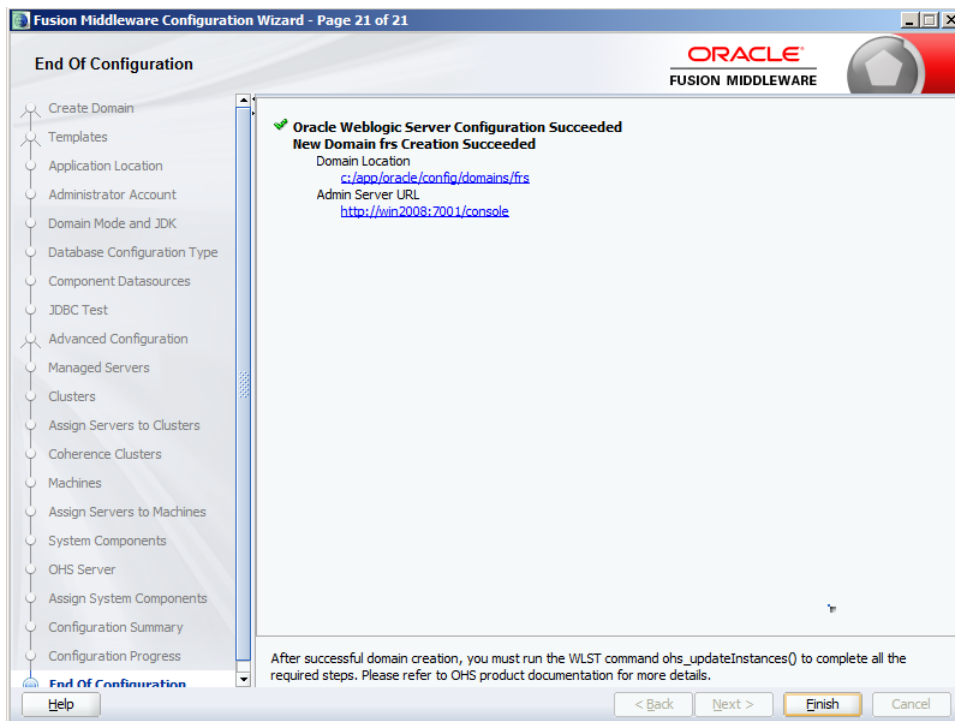 Fusion Middleware Configuration Wizard - Page 21 of 21
End Of Configuration
ORACLE
FUSION MIDDLEWARE
Create Domain
Templates
Application Location
Administrator Account
Domain Mode and JDK
Database Configuration Type
Component Datasources
JDBC Test
Advanced Configuration
Managed Servers
Clusters
Assign Servers to Clusters
Coherence Clusters
Machines
Assign Servers to Machines
System Components
OHS Server
Assign System Components
Configuration Summary
Configuration Progress
End Of Configuration
Oracle Weblogic Server Configuration Succeeded
New Domain frs Creation Succeeded
Domain Location
c:/app/oracle/config/domains/frs
Admin Server URL
http://win2008:7001/console
After successful domain creation, you must run the WLST command ohs_updateInstances() to complete all the
required steps. Please refer to OHS product documentation for more details.
Help
< Back
Next >
Finish
Cancel